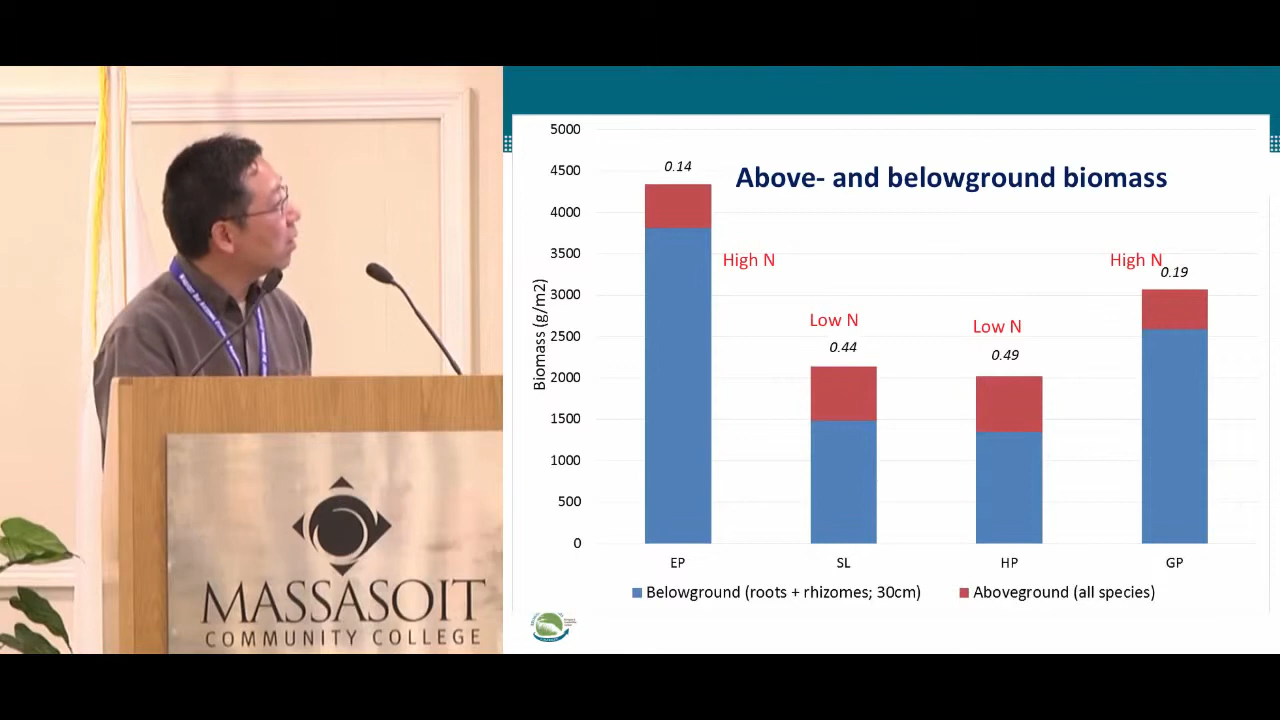 MASSASOIT
COMMUNITY COLLEGE
Above- and belowground biomass
5000
4500
4000
3500
3000
2500
2000
1500
1000
500
0
Biomass (g/m2)
0.14
High N
Low N
0.44
Low N
0.49
High N
0.19
EP SL HP GP
Belowground (roots + rhizomes; 30cm) Aboveground (all species)